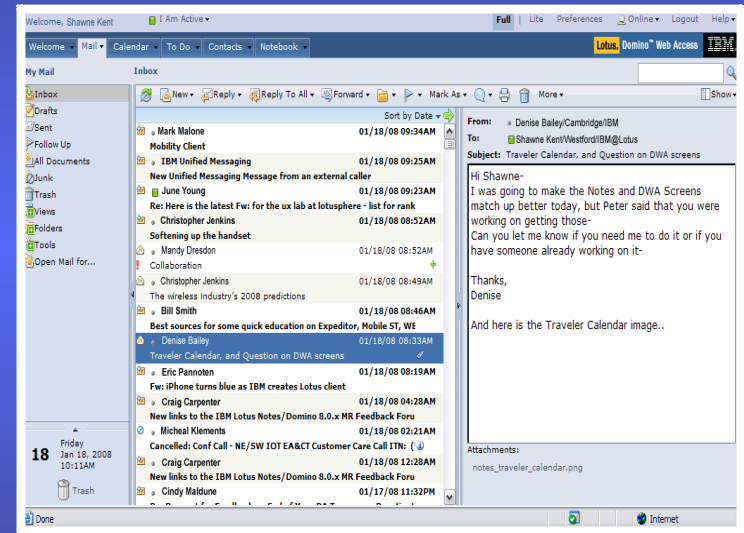 Welcome, Shawne Kent
I Am Active
Full | Lite Preferences Online Logout Help
Welcome Mail Calendar To Do Contacts Notebook
Lotus. Domino™ Web Access IBM.
My Mail
Inbox
Inbox
Drafts
Sent
Follow Up
All Documents
Junk
Trash
Views
Folders
Tools
Open Mail for...
18
Friday
Jan 18, 2008
10:11AM
Trash
New Reply Reply To All Forward Mark As More Show
Sort by Date
Mark Malone 01/18/08 09:34AM
Mobility Client
IBM Unified Messaging 01/18/08 09:25AM
New Unified Messaging Message from an external caller
June Young 01/18/08 09:23AM
Re: Here is the latest Fw: for the ux lab at lotusphere - list for rank
Christopher Jenkins 01/18/08 08:52AM
Softening up the handset
Mandy Dresdon 01/18/08 08:52AM
Collaboration
Christopher Jenkins 01/18/08 08:49AM
The wireless industry's 2008 predictions
Bill Smith 01/18/08 08:46AM
Best sources for some quick education on Expeditor, Mobile ST, WE
Denise Bailey 01/18/08 08:33AM
Traveler Calendar, and Question on DWA screens
Eric Pannoten 01/18/08 08:19AM
Fw: iPhone turns blue as IBM creates Lotus client
Craig Carpenter 01/18/08 04:28AM
New links to the IBM Lotus Notes/Domino 8.0.x MR Feedback Foru
Micheal Klements 01/18/08 02:21AM
Cancelled: Conf Call - NE/SW IOT EA&CT Customer Care Call ITN: (
Craig Carpenter 01/18/08 12:28AM
New links to the IBM Lotus Notes/Domino 8.0.x MR Feedback Foru
Cindy Maldune 01/17/08 11:32PM
From: Denise Bailey/Cambridge/IBM
To: Shawne Kent/Westford/IBM@Lotus
Subject: Traveler Calendar, and Question on DWA screens
Hi Shawne-
I was going to make the Notes and DWA Screens
match up better today, but Peter said that you were
working on getting those-
Can you let me know if you need me to do it or if you
have someone already working on it-
Thanks,
Denise
And here is the Traveler Calendar image..
Attachments:
notes_traveler_calendar.png
Done
Internet